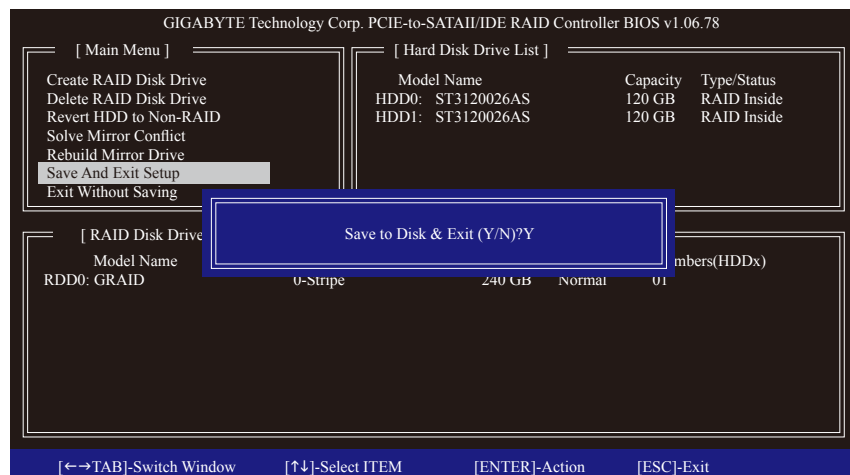 GIGABYTE Technology Corp. PCIE-to-SATAII/IDE RAID Controller BIOS v1.06.78
[ Main Menu ]
Create RAID Disk Drive
Delete RAID Disk Drive
Revert HDD to Non-RAID
Solve Mirror Conflict
Rebuild Mirror Drive
Save And Exit Setup
Exit Without Saving
[ Hard Disk Drive List ]
Model Name Capacity Type/Status
HDD0: ST3120026AS 120 GB RAID Inside
HDD1: ST3120026AS 120 GB RAID Inside
Save to Disk & Exit (Y/N)?Y
[ RAID Disk Drive
Model Name mbers(HDDx)
RDD0: GRAID 0-Stripe 240 GB Normal 01
[←→TAB]-Switch Window [↑↓]-Select ITEM [ENTER]-Action [ESC]-Exit